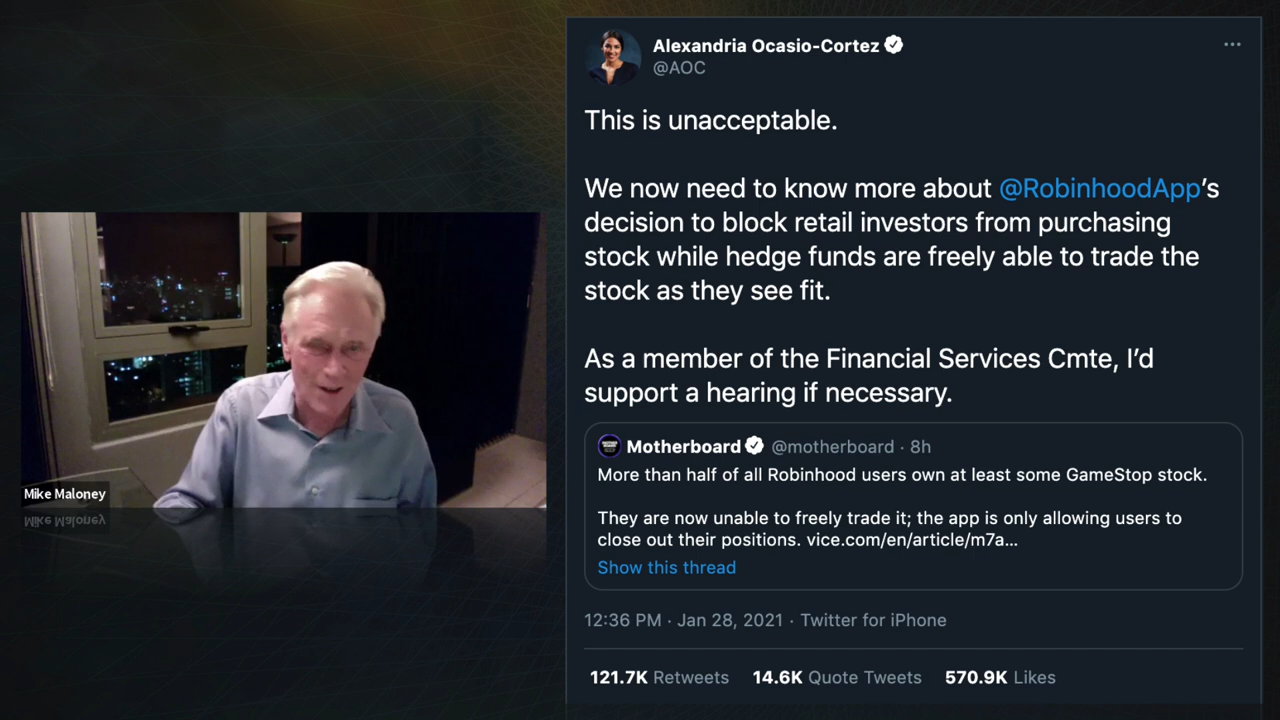 Alexandria Ocasio-Cortez
@AOC
This is unacceptable.
We now need to know more about @RobinhoodApp's
decision to block retail investors from purchasing
stock while hedge funds are freely able to trade the
stock as they see fit.
As a member of the Financial Services Cmte, I'd
support a hearing if necessary.
Motherboard @motherboard · 8h
More than half of all Robinhood users own at least some GameStop stock.
They are now unable to freely trade it; the app is only allowing users to
close out their positions. vice.com/en/article/m7a...
Show this thread
12:36 PM · Jan 28, 2021 · Twitter for iPhone
121.7K Retweets 14.6K Quote Tweets 570.9K Likes
Mike Maloney